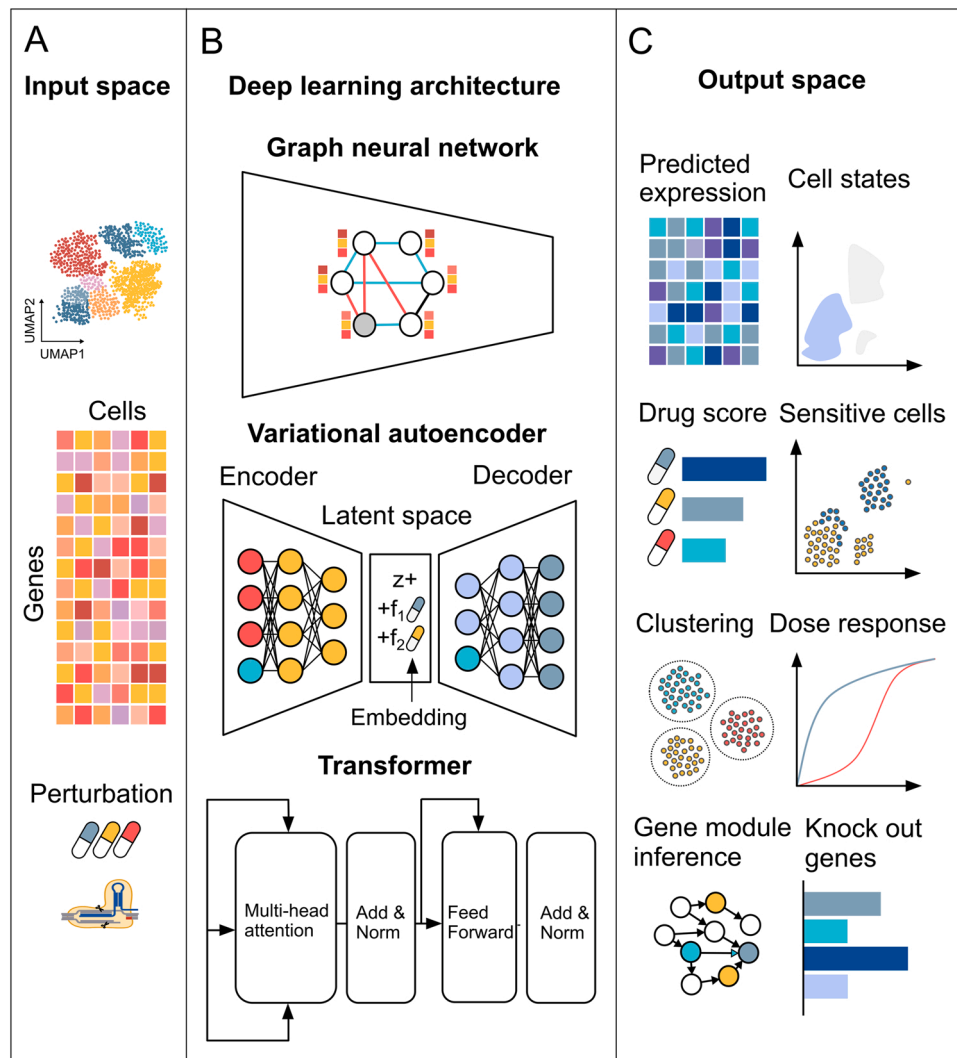 A
Input space
UMAP2
UMAP1
Cells
Genes
Perturbation
B
Deep learning architecture
Graph neural network
Variational autoencoder
Encoder
Decoder
Latent space
z+
+f₁
+f₂
Embedding
Transformer
Multi-head
attention
Add &
Norm
Feed
Forward
Add &
Norm
C
Output space
Predicted
expression
Cell states
Drug score
Sensitive cells
Clustering
Dose response
Gene module
inference
Knock out
genes